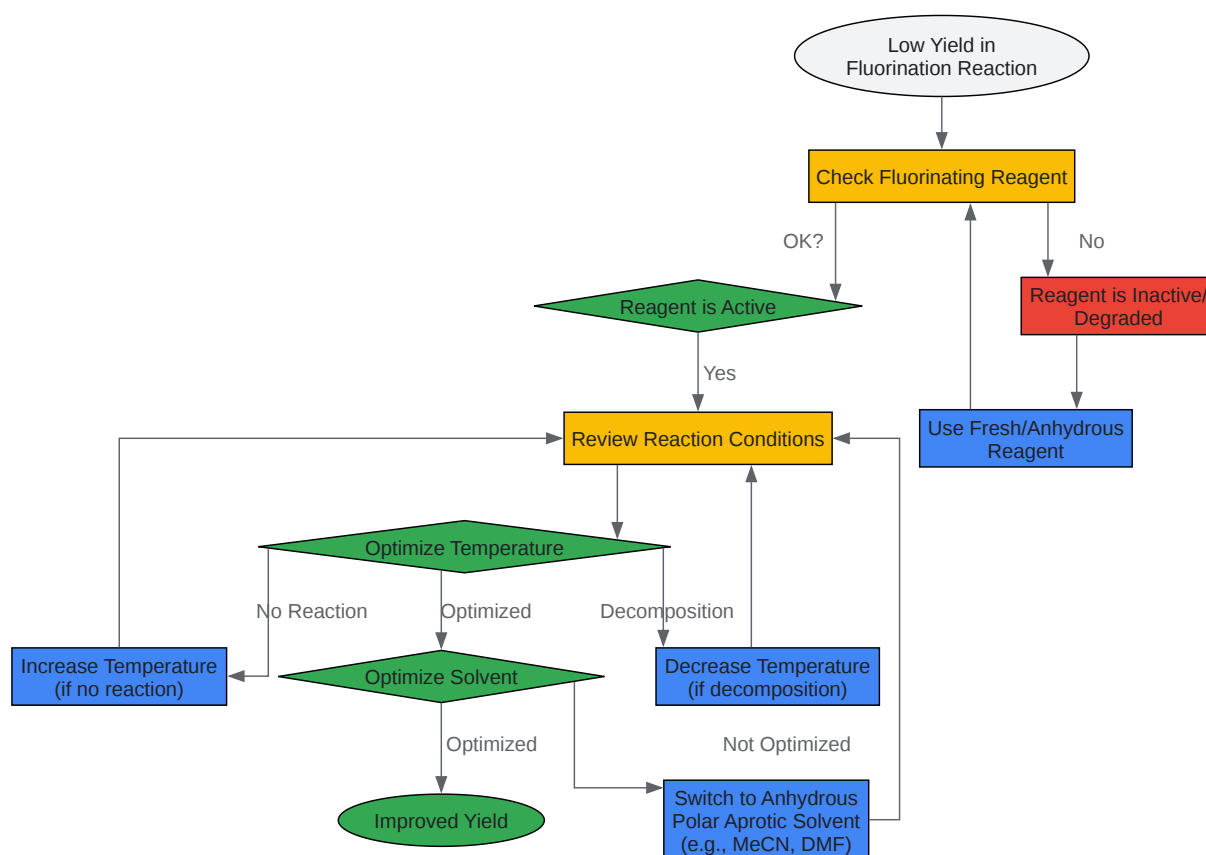 Low Yield in
Fluorination Reaction
Check Fluorinating Reagent
OK?
No
Reagent is Active
Reagent is Inactive/
Degraded
Yes
Use Fresh/Anhydrous
Reagent
Review Reaction Conditions
Optimize Temperature
No Reaction
Optimized
Decomposition
Increase Temperature
(if no reaction)
Optimize Solvent
Decrease Temperature
(if decomposition)
Optimized
Not Optimized
Improved Yield
Switch to Anhydrous
Polar Aprotic Solvent
(e.g., MeCN, DMF)